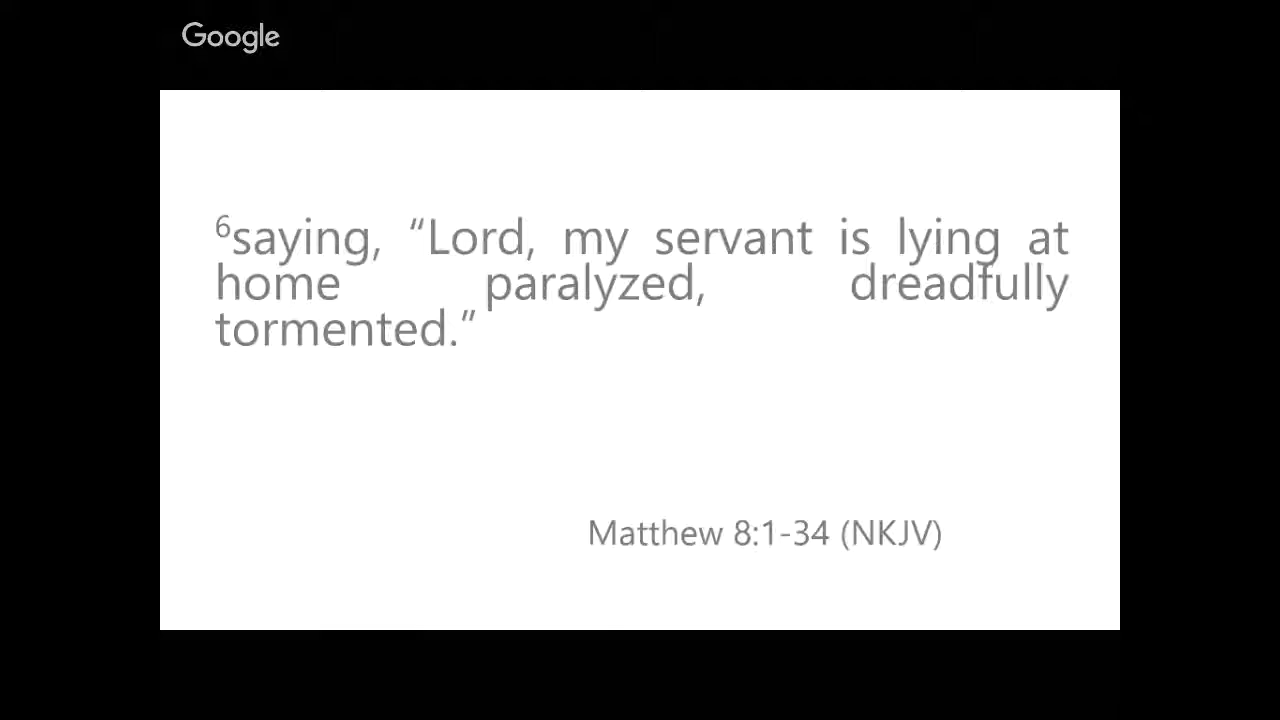 Google
⁶saying, “Lord, my servant is lying at
home paralyzed, dreadfully
tormented.”
Matthew 8:1-34 (NKJV)